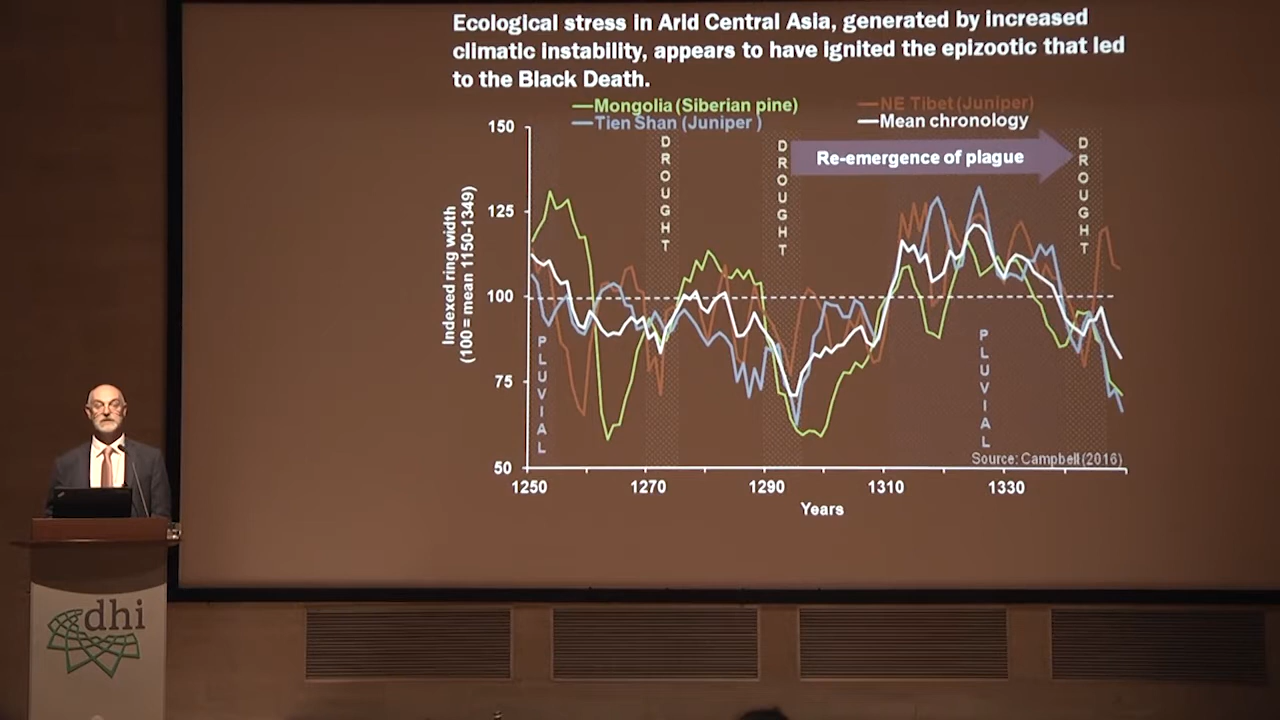 Ecological stress in Arid Central Asia, generated by increased
climatic instability, appears to have ignited the epizootic that led
to the Black Death.
Mongolia (Siberian pine)
NE Tibet (Juniper)
Tien Shan (Juniper )
Mean chronology
150
125
100
75
50
Indexed ring width
(100 = mean 1150-1349)
PLUVIAL
DROUGHT
DROUGHT
Re-emergence of plague
DROUGHT
PLUVIAL
Source: Campbell (2016)
1250
1270
1290
1310
1330
Years
dhi